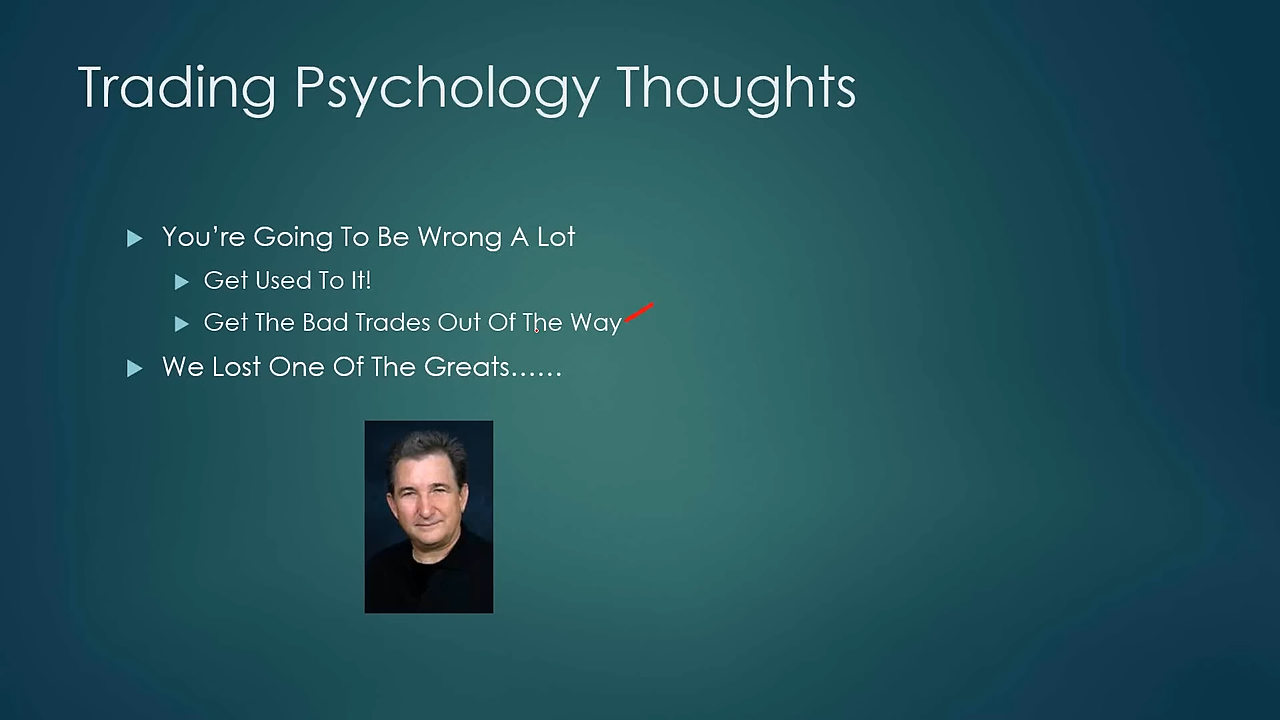 Trading Psychology Thoughts
You’re Going To Be Wrong A Lot
Get Used To It!
Get The Bad Trades Out Of The Way
We Lost One Of The Greats……